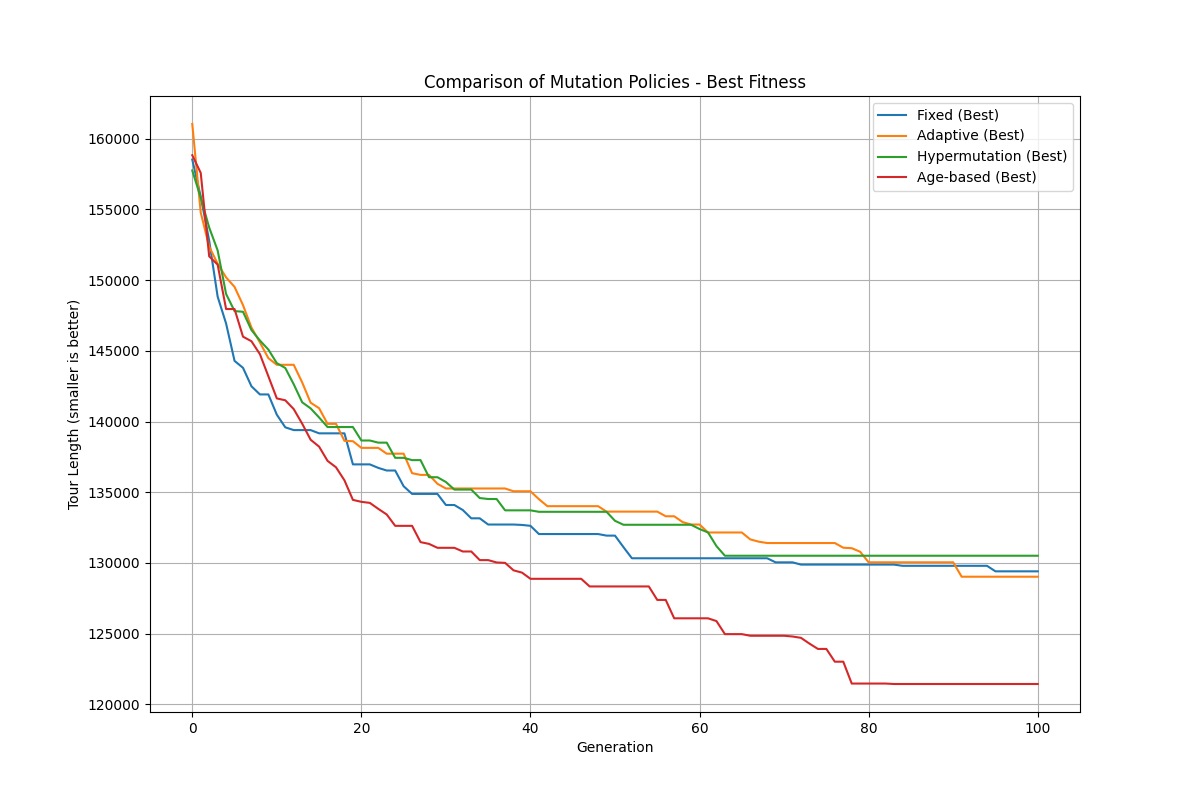 Comparison of Mutation Policies - Best Fitness
Fixed (Best)
Adaptive (Best)
Hypermutation (Best)
Age-based (Best)
Tour Length (smaller is better)
160000
155000
150000
145000
140000
135000
130000
125000
120000
0 20 40 60 80 100
Generation